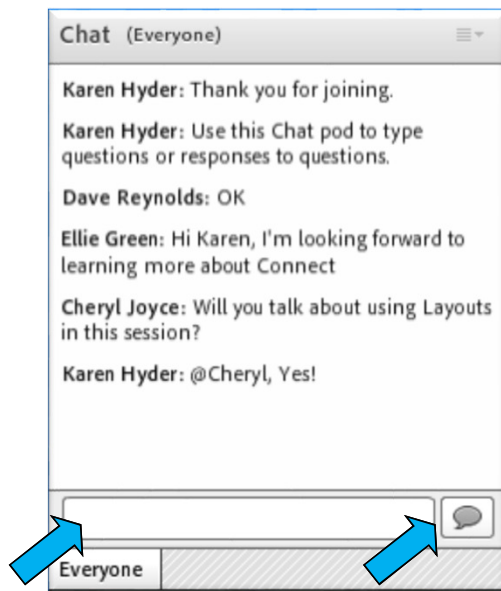 Chat (Everyone)
Karen Hyder: Thank you for joining.
Karen Hyder: Use this Chat pod to type
questions or responses to questions.
Dave Reynolds: OK
Ellie Green: Hi Karen, I'm looking forward to
learning more about Connect
Cheryl Joyce: Will you talk about using Layouts
in this session?
Karen Hyder: @Cheryl, Yes!
Everyone